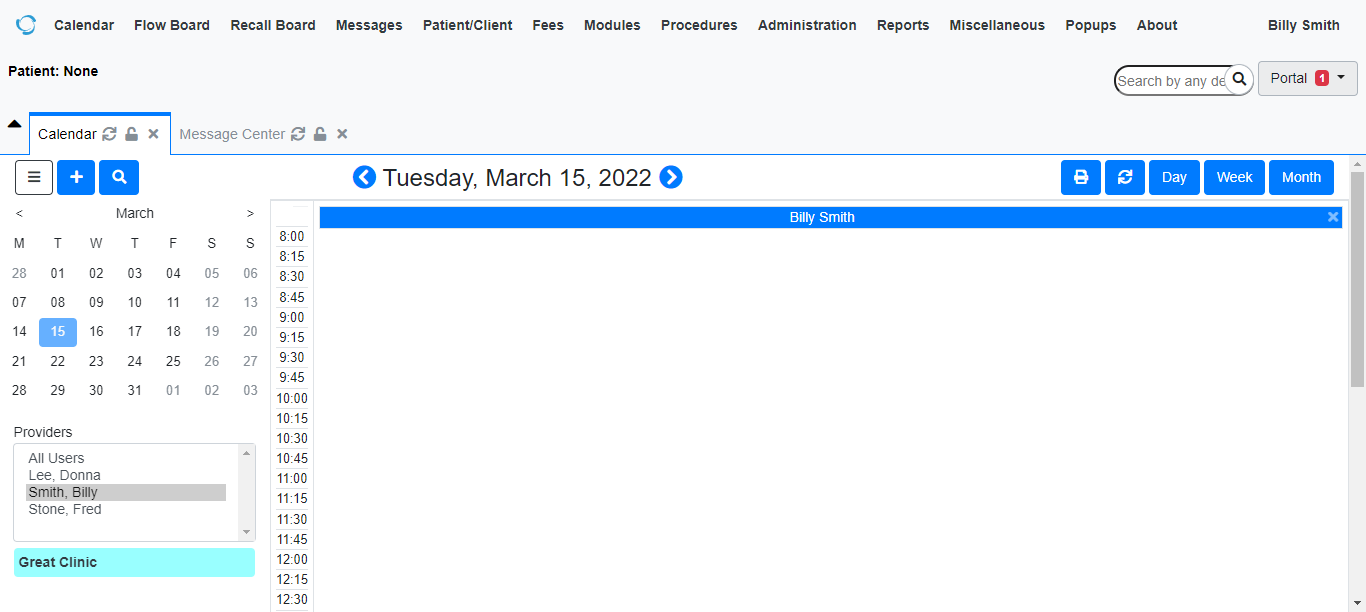 Calendar Flow Board Recall Board Messages Patient/Client Fees Modules Procedures Administration Reports Miscellaneous Popups About Billy Smith
Patient: None
Search by any de
Portal 1
Calendar Message Center
Tuesday, March 15, 2022
Day Week Month
< March >
M T W T F S S
28 01 02 03 04 05 06
07 08 09 10 11 12 13
14 15 16 17 18 19 20
21 22 23 24 25 26 27
28 29 30 31 01 02 03
Providers
All Users
Lee, Donna
Smith, Billy
Stone, Fred
Great Clinic
Billy Smith
8:00
8:15
8:30
8:45
9:00
9:15
9:30
9:45
10:00
10:15
10:30
10:45
11:00
11:15
11:30
11:45
12:00
12:15
12:30